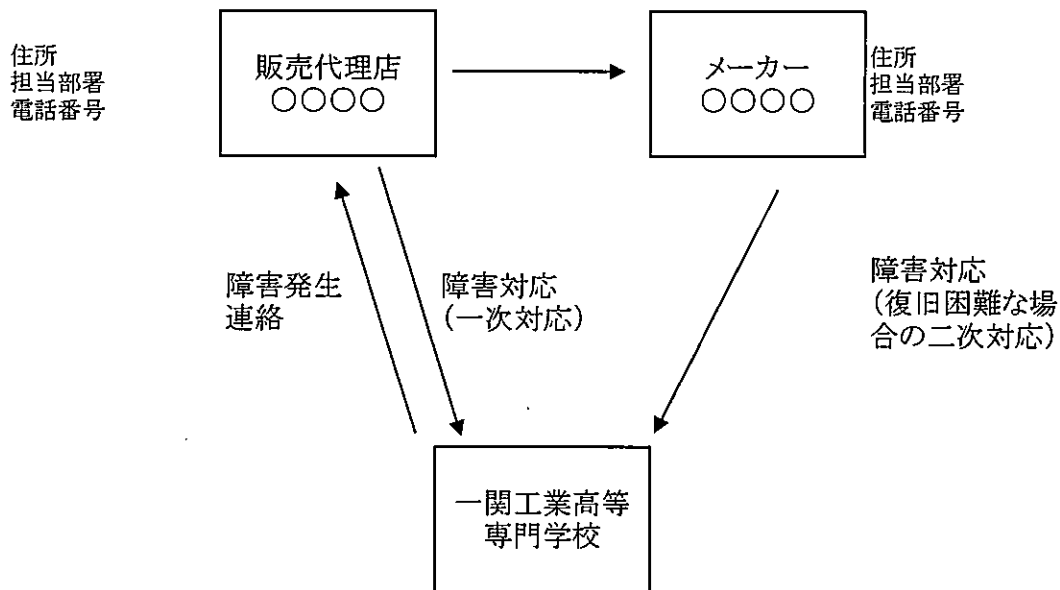 住所
担当部署
電話番号
販売代理店
○○○○
メーカー
○○○○
住所
担当部署
電話番号
障害発生
連絡
障害対応
(一次対応)
障害対応
(復旧困難な場
合の二次対応)
一関工業高等
専門学校